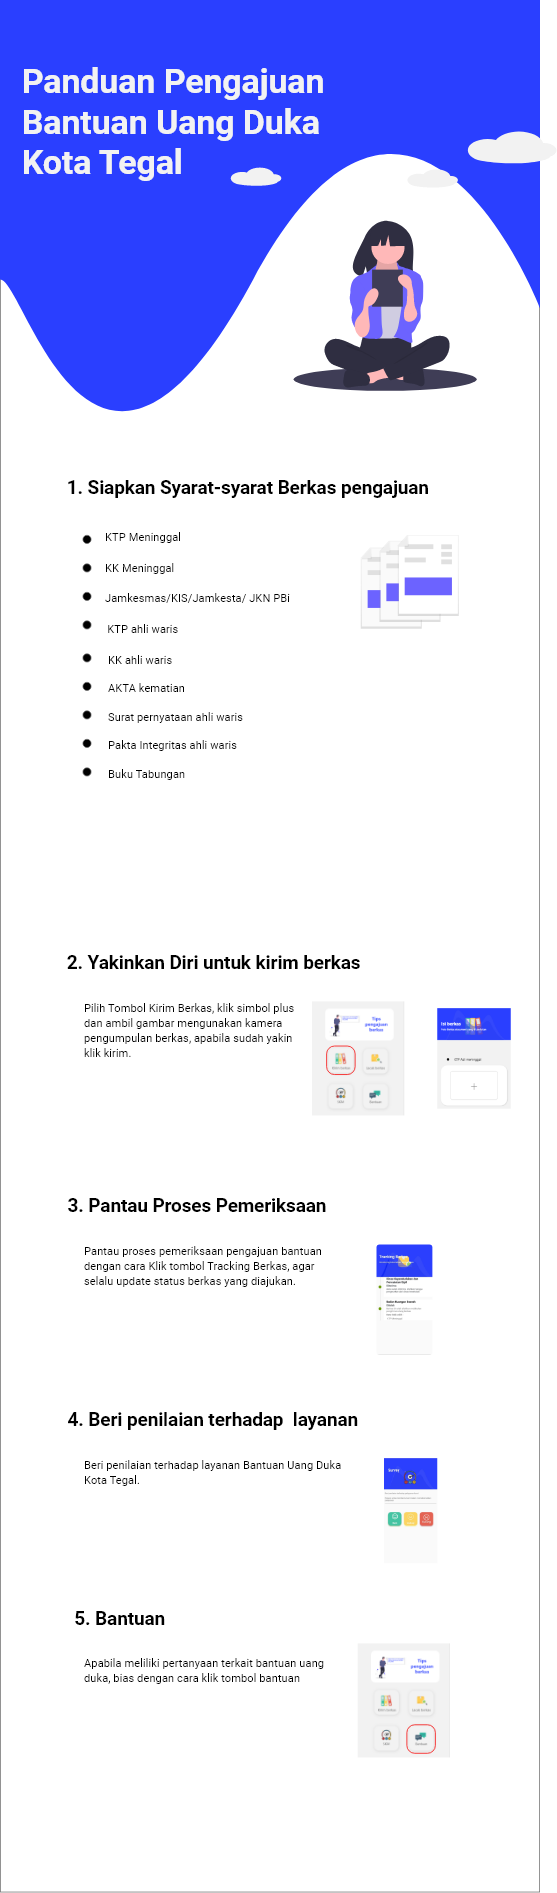 Panduan Pengajuan
Bantuan Uang Duka
Kota Tegal
1. Siapkan Syarat-syarat Berkas pengajuan
KTP Meninggal
KK Meninggal
Jamkesmas/KIS/Jamkesta/ JKN PBi
KTP ahli waris
KK ahli waris
AKTA kematian
Surat pernyataan ahli waris
Pakta Integritas ahli waris
Buku Tabungan
2. Yakinkan Diri untuk kirim berkas
Pilih Tombol Kirim Berkas, klik simbol plus
dan ambil gambar mengunakan kamera
pengumpulan berkas, apabila sudah yakin
klik kirim.
Tips
pengajuan
berkas
Isi berkas
3. Pantau Proses Pemeriksaan
Pantau proses pemeriksaan pengajuan bantuan
dengan cara Klik tombol Tracking Berkas, agar
selalu update status berkas yang diajukan.
Tracking
4. Beri penilaian terhadap  layanan
Beri penilaian terhadap layanan Bantuan Uang Duka
Kota Tegal.
Survey
5. Bantuan
Apabila meliliki pertanyaan terkait bantuan uang
duka, bias dengan cara klik tombol bantuan
Tips
pengajuan
berkas